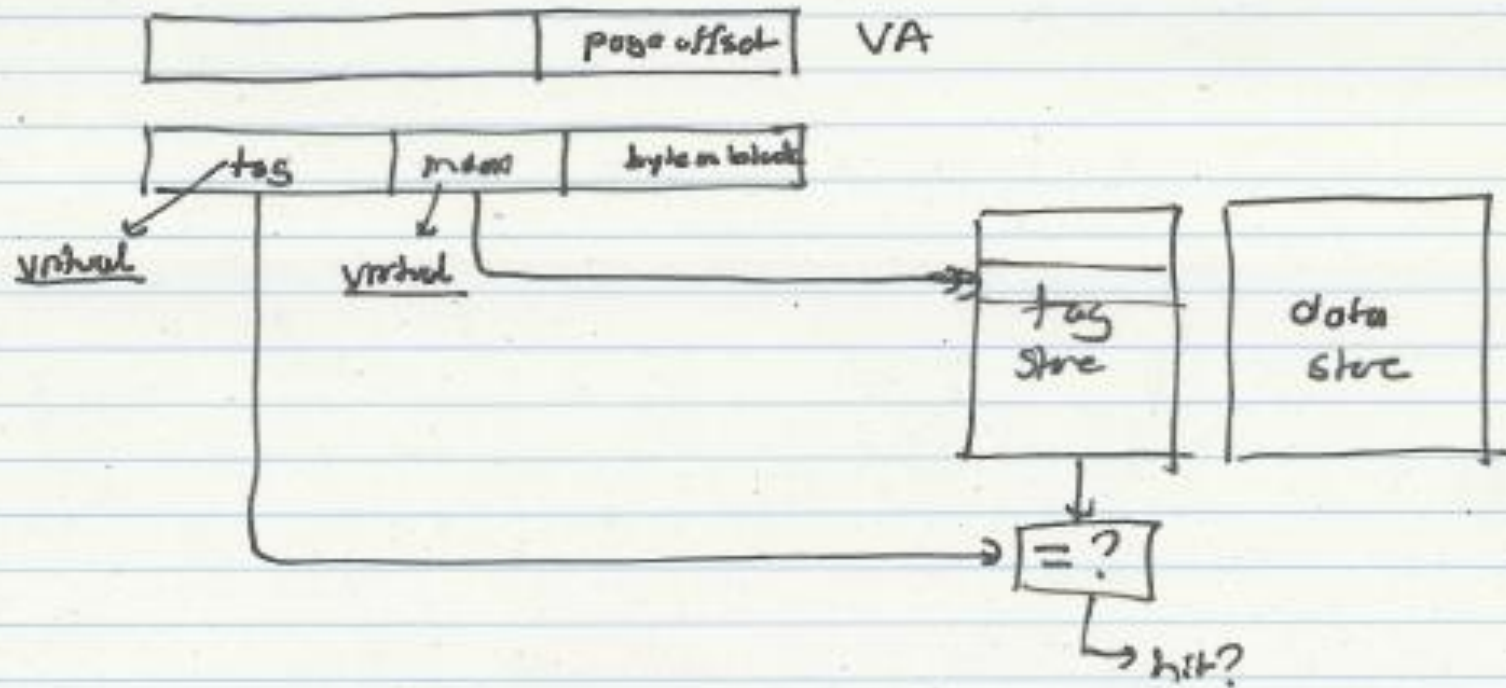 page offset VA
tag index byte in block
virtual virtual
tag data
store store
= ?
hit?